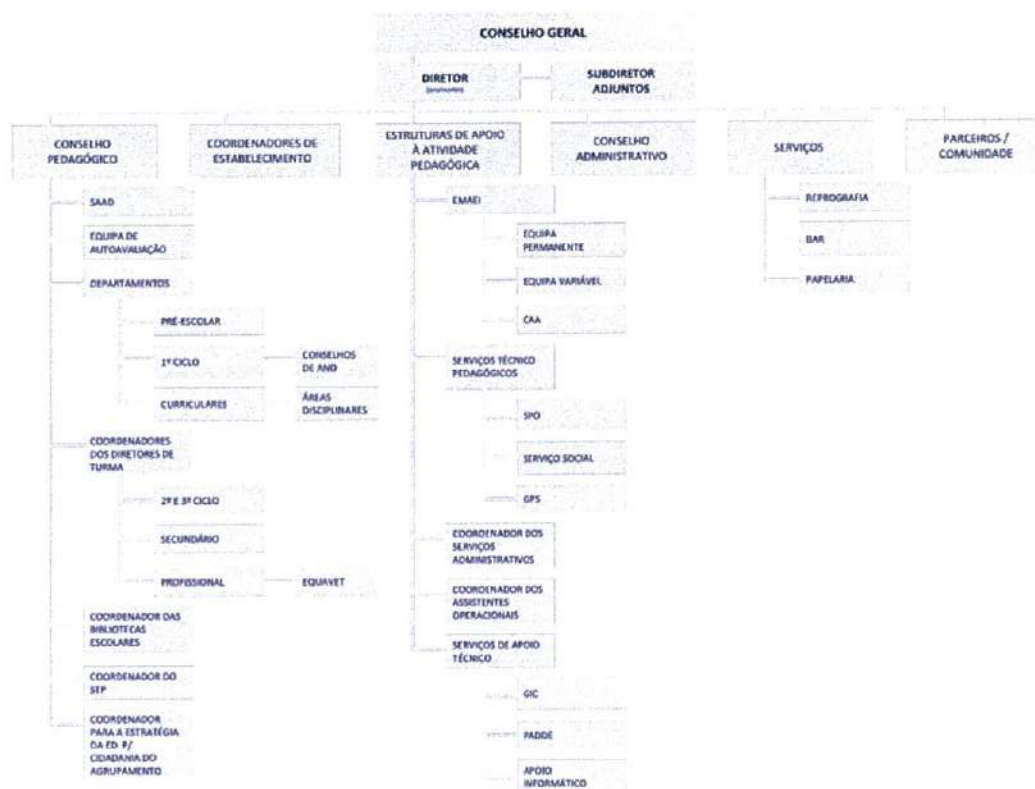 CONSELHO GERAL
DIRETOR
SUBDIRETOR
ADJUNTOS
CONSELHO
PEDAGÓGICO
COORDENADORES DE
ESTABELECIMENTO
ESTRUTURAS DE APOIO
À ATIVIDADE
PEDAGÓGICA
CONSELHO
ADMINISTRATIVO
SERVIÇOS
PARCEIROS /
COMUNIDADE
SAAD
EQUIPA DE
AUTOAVALIAÇÃO
DEPARTAMENTOS
PRÉ-ESCOLAR
1º CICLO
CONSELHOS
DE ANO
CURRICULARES
ÁREAS
DISCIPLINARES
COORDENADORES
DOS DIRETORES DE
TURMA
2º E 3º CICLO
SECUNDÁRIO
PROFISSIONAL
EQUAVET
COORDENADOR DAS
BIBLIOTECAS
ESCOLARES
COORDENADOR DO
STP
COORDENADOR
PARA A ESTRATÉGIA
DA ED. P/
CIDADANIA DO
AGRUPAMENTO
EMAEI
EQUIPA
PERMANENTE
EQUIPA VARIÁVEL
CAA
SERVIÇOS TÉCNICO
PEDAGÓGICOS
SPO
SERVIÇO SOCIAL
GPS
COORDENADOR DOS
SERVIÇOS
ADMINISTRATIVOS
COORDENADOR DOS
ASSISTENTES
OPERACIONAIS
SERVIÇOS DE APOIO
TÉCNICO
GIC
PADDE
APOIO
INFORMÁTICO
REPROGRAFIA
BAR
PAPELARIA